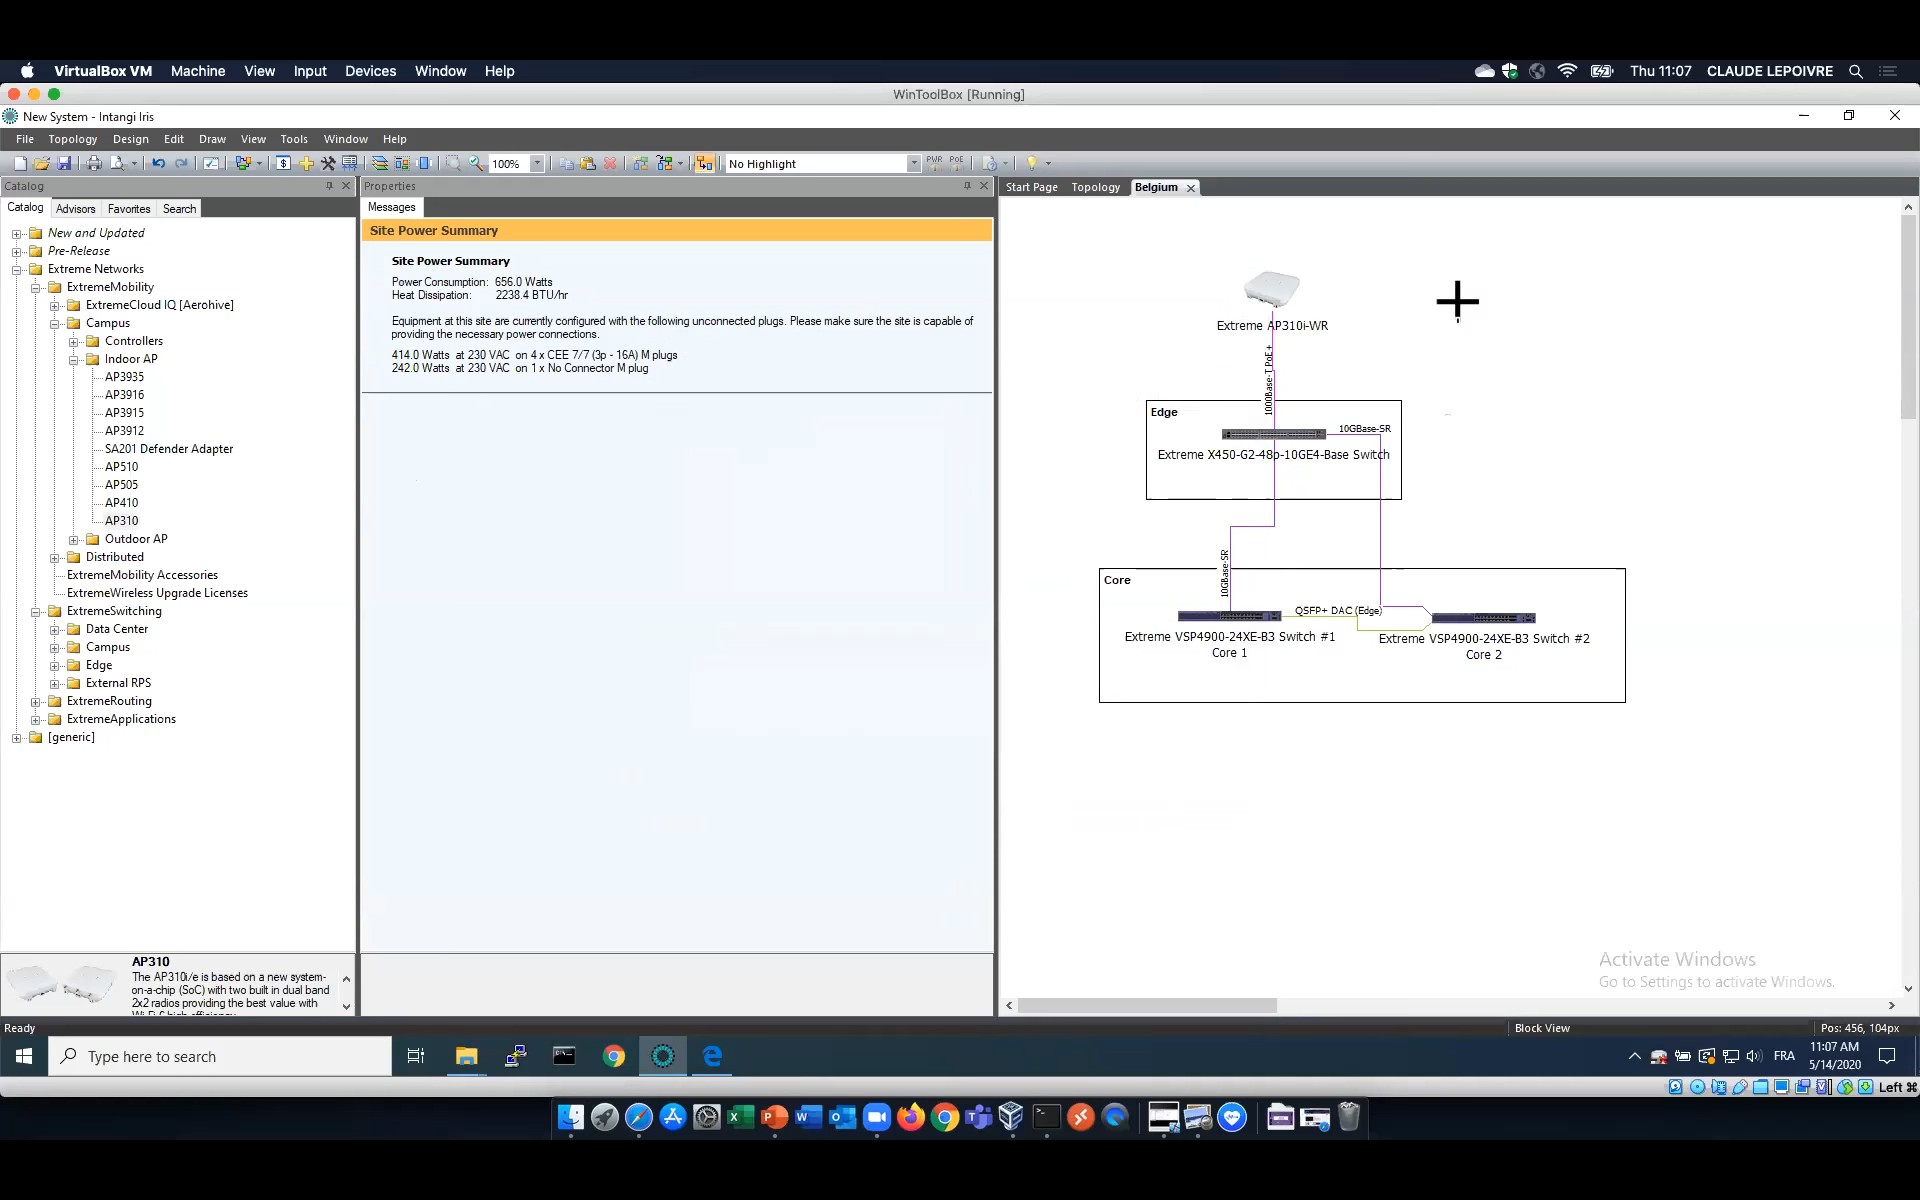 VirtualBox VM Machine View Input Devices Window Help Thu 11:07 CLAUDE LEPOIVRE
WinToolBox [Running]
New System - Intangi Iris
File Topology Design Edit Draw View Tools Window Help
100% No Highlight PWR PoE
Catalog
Catalog Advisors Favorites Search
New and Updated
Pre-Release
Extreme Networks
ExtremeMobility
ExtremeCloud IQ [Aerohive]
Campus
Controllers
Indoor AP
AP3935
AP3916
AP3915
AP3912
SA201 Defender Adapter
AP510
AP505
AP410
AP310
Outdoor AP
Distributed
ExtremeMobility Accessories
ExtremeWireless Upgrade Licenses
ExtremeSwitching
Data Center
Campus
Edge
External RPS
ExtremeRouting
ExtremeApplications
[generic]
AP310
The AP310i/e is based on a new system-
on-a-chip (SoC) with two built in dual band
2x2 radios providing the best value with
Properties
Messages
Site Power Summary
Site Power Summary
Power Consumption: 656.0 Watts
Heat Dissipation: 2238.4 BTU/hr
Equipment at this site are currently configured with the following unconnected plugs. Please make sure the site is capable of
providing the necessary power connections.
414.0 Watts at 230 VAC on 4 x CEE 7/7 (3p - 16A) M plugs
242.0 Watts at 230 VAC on 1 x No Connector M plug
Start Page Topology Belgium
Extreme AP310i-WR
1000Base-T PoE+
Edge
10GBase-SR
Extreme X450-G2-48p-10GE4-Base Switch
10GBase-SR
Core
QSFP+ DAC (Edge)
Extreme VSP4900-24XE-B3 Switch #1
Core 1
Extreme VSP4900-24XE-B3 Switch #2
Core 2
Activate Windows
Go to Settings to activate Windows.
Ready Block View Pos: 456, 104px
Type here to search
FRA
11:07 AM
5/14/2020
Left ⌘